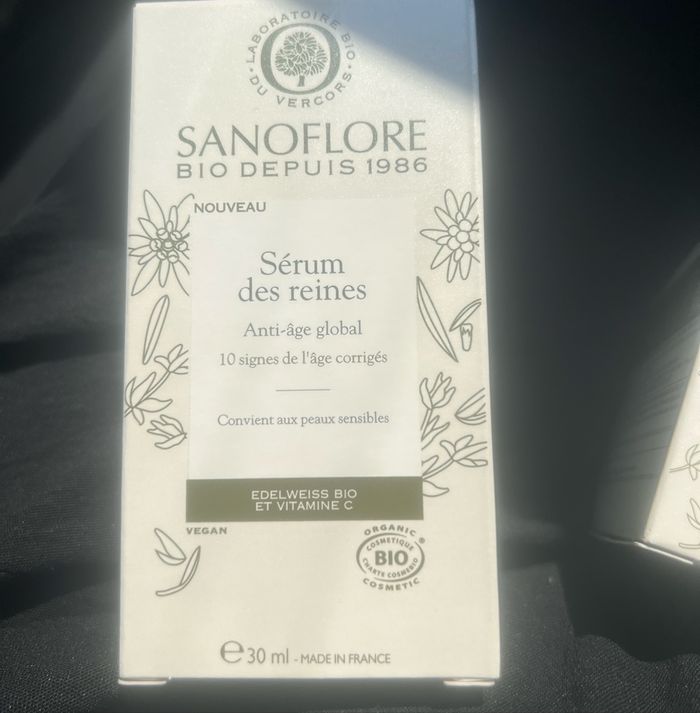 LABORATOIRE BIO
DU VERCORS
SANOFLORE
BIO DEPUIS 1986
NOUVEAU
Sérum
des reines
Anti-âge global
10 signes de l'âge corrigés
Convient aux peaux sensibles
EDELWEISS BIO
ET VITAMINE C
VEGAN
ORGANIC ®
COSMETIQUE
BIO
CHARTE COSMEBIO
COSMETIC
e 30 ml - MADE IN FRANCE